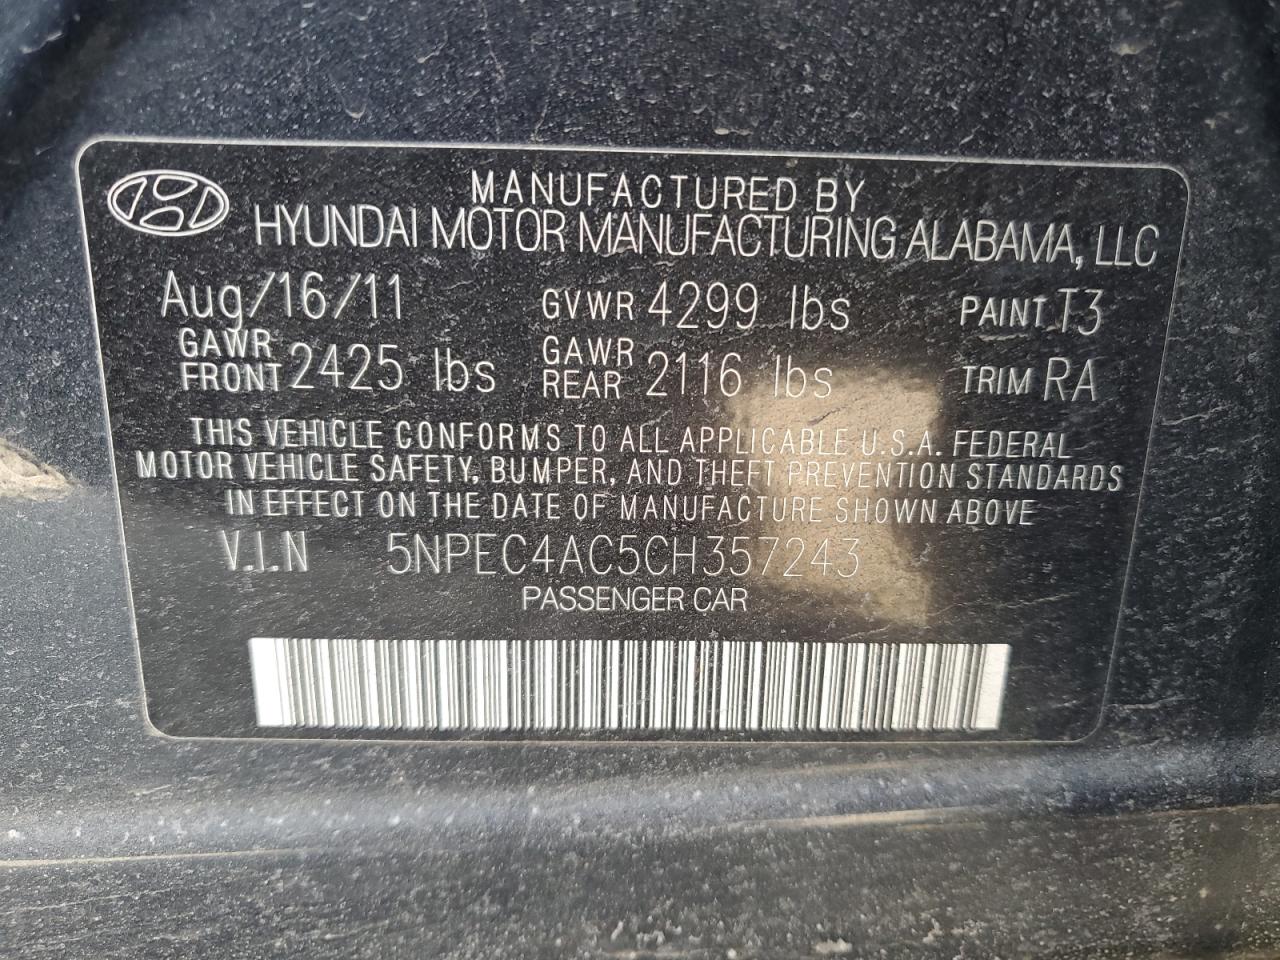 MANUFACTURED BY
HYUNDAI MOTOR MANUFACTURING ALABAMA, LLC
Aug/16/11 GVWR 4299 lbs PAINT T3
GAWR FRONT 2425 lbs GAWR REAR 2116 lbs TRIM RA
THIS VEHICLE CONFORMS TO ALL APPLICABLE U.S.A. FEDERAL
MOTOR VEHICLE SAFETY, BUMPER, AND THEFT PREVENTION STANDARDS
IN EFFECT ON THE DATE OF MANUFACTURE SHOWN ABOVE
V.I.N 5NPEC4AC5CH357243
PASSENGER CAR